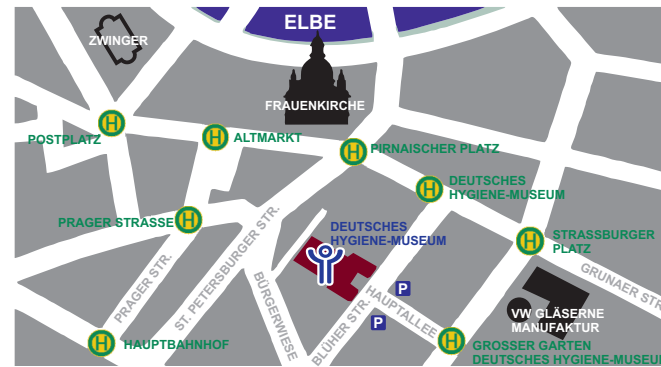 ELBE
ZWINGER
FRAUENKIRCHE
H
POSTPLATZ
H
ALTMARKT
H
PIRNAISCHER PLATZ
H
DEUTSCHES
HYGIENE-MUSEUM
PRAGER STRASSE
H
DEUTSCHES
HYGIENE-MUSEUM
H
STRASSBURGER
PLATZ
PRAGER STR.
ST. PETERSBURGER STR.
BÜRGERWIESE
BLÜHER STR.
HAUPTALLEE
GRUNAER STR
P
P
VW GLÄSERNE
MANUFAKTUR
H
HAUPTBAHNHOF
H
GROSSER GARTEN
DEUTSCHES HYGIENE-MUSEUM